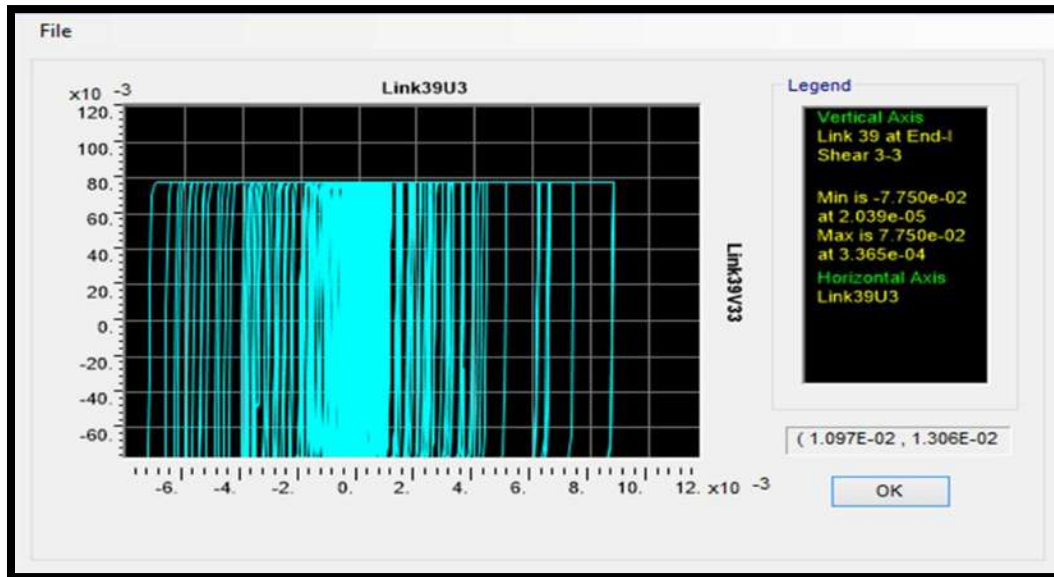 File
x10 -3
Link39U3
120.
100.
80.
60.
40.
20.
0.
-20.
-40.
-60.
-6. -4. -2. 0. 2. 4. 6. 8. 10. 12. x10 -3
Link39V33
Legend
Vertical Axis
Link 39 at End-I
Shear 3-3
Min is -7.750e-02
at 2.039e-05
Max is 7.750e-02
at 3.365e-04
Horizontal Axis
Link39U3
( 1.097E-02 , 1.306E-02
OK